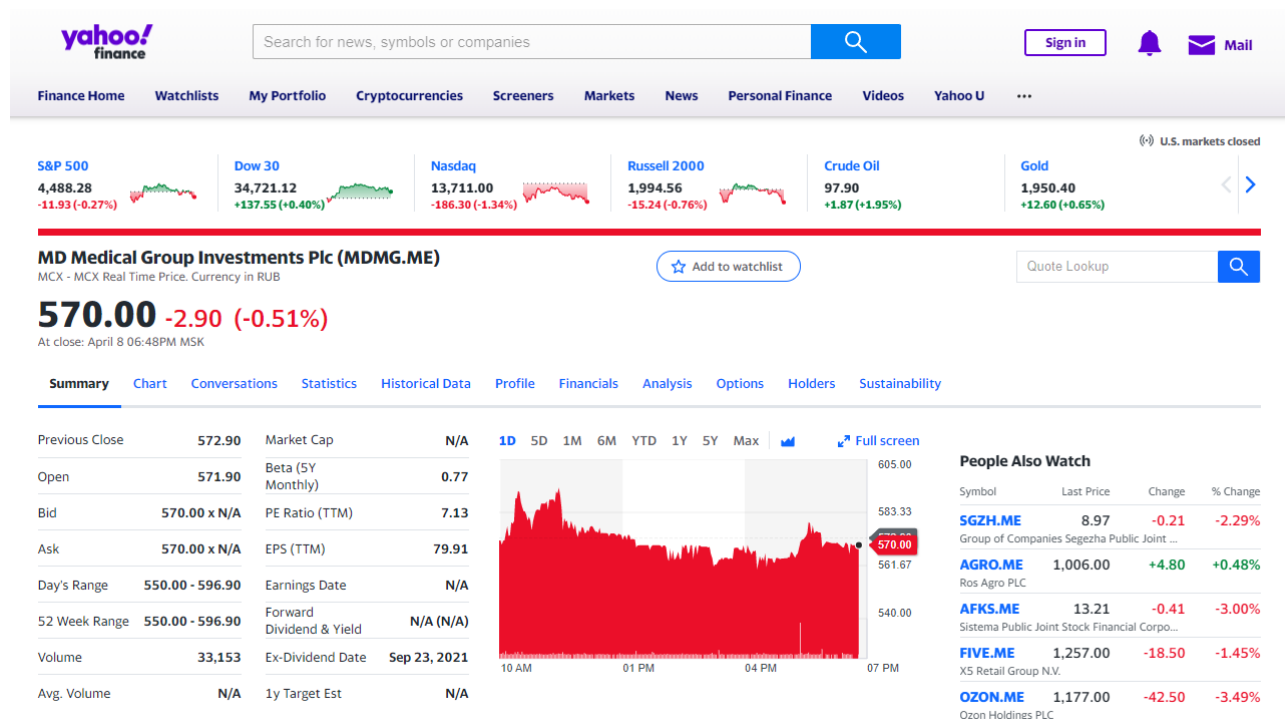 yahoo!
finance
Search for news, symbols or companies
Sign in
Mail
Finance Home Watchlists My Portfolio Cryptocurrencies Screeners Markets News Personal Finance Videos Yahoo U ...
U.S. markets closed
S&P 500 Dow 30 Nasdaq Russell 2000 Crude Oil Gold
4,488.28 34,721.12 13,711.00 1,994.56 97.90 1,950.40
-11.93 (-0.27%) +137.55 (+0.40%) -186.30 (-1.34%) -15.24 (-0.76%) +1.87 (+1.95%) +12.60 (+0.65%)
MD Medical Group Investments Plc (MDMG.ME)
MCX - MCX Real Time Price. Currency in RUB
Add to watchlist
Quote Lookup
570.00 -2.90 (-0.51%)
At close: April 8 06:48PM MSK
Summary Chart Conversations Statistics Historical Data Profile Financials Analysis Options Holders Sustainability
Previous Close 572.90
Open 571.90
Bid 570.00 x N/A
Ask 570.00 x N/A
Day's Range 550.00 - 596.90
52 Week Range 550.00 - 596.90
Volume 33,153
Avg. Volume N/A
Market Cap N/A
Beta (5Y
Monthly) 0.77
PE Ratio (TTM) 7.13
EPS (TTM) 79.91
Earnings Date N/A
Forward
Dividend & Yield N/A (N/A)
Ex-Dividend Date Sep 23, 2021
1y Target Est N/A
1D 5D 1M 6M YTD 1Y 5Y Max Full screen
605.00
583.33
570.00
561.67
540.00
10 AM 01 PM 04 PM 07 PM
People Also Watch
Symbol Last Price Change % Change
SGZH.ME 8.97 -0.21 -2.29%
Group of Companies Segezha Public Joint ...
AGRO.ME 1,006.00 +4.80 +0.48%
Ros Agro PLC
AFKS.ME 13.21 -0.41 -3.00%
Sistema Public Joint Stock Financial Corpo...
FIVE.ME 1,257.00 -18.50 -1.45%
X5 Retail Group N.V.
OZON.ME 1,177.00 -42.50 -3.49%
Ozon Holdings PLC